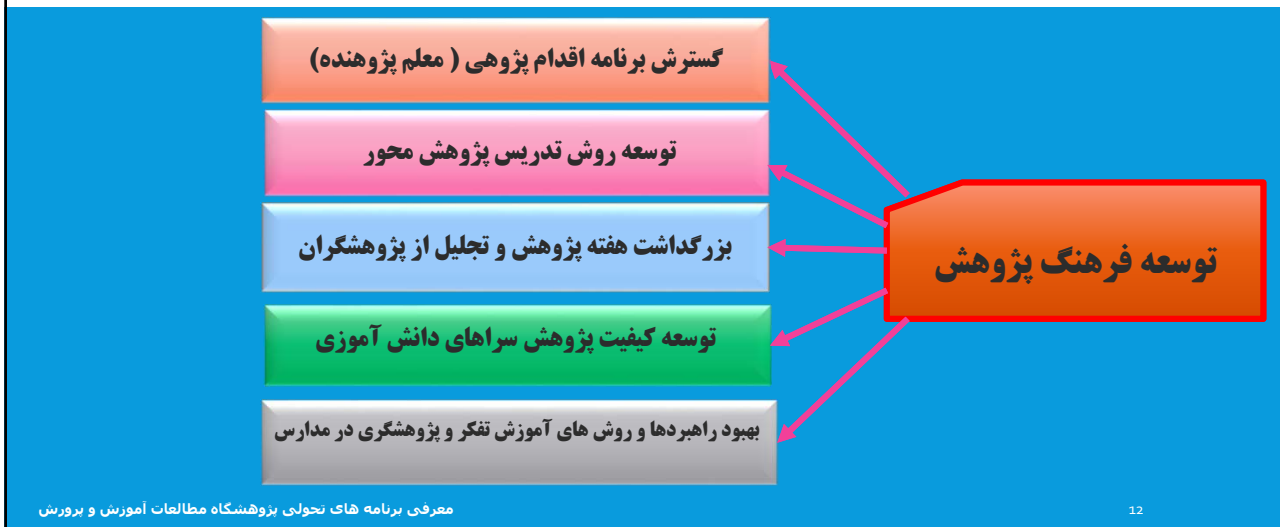 توسعه فرهنگ پژوهش
گسترش برنامه اقدام پژوهی ( معلم پژوهنده)
توسعه روش تدریس پژوهش محور
بزرگداشت هفته پژوهش و تجلیل از پژوهشگران
توسعه کیفیت پژوهش سراهای دانش آموزی
بهبود راهبردها و روش های آموزش تفکر و پژوهشگری در مدارس
12
معرفی برنامه های تحولی پژوهشگاه مطالعات آموزش و پرورش